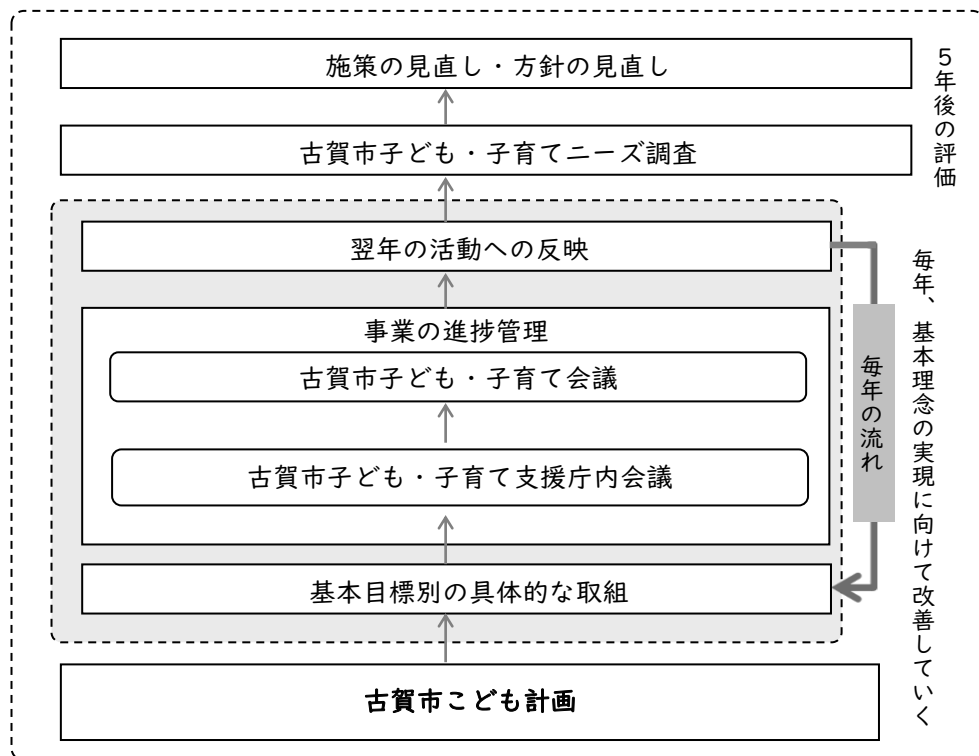 施策の見直し・方針の見直し
古賀市子ども・子育てニーズ調査
翌年の活動への反映
事業の進捗管理
古賀市子ども・子育て会議
古賀市子ども・子育て支援庁内会議
基本目標別の具体的な取組
古賀市こども計画
毎年の流れ
5年後の評価
毎年、基本理念の実現に向けて改善していく